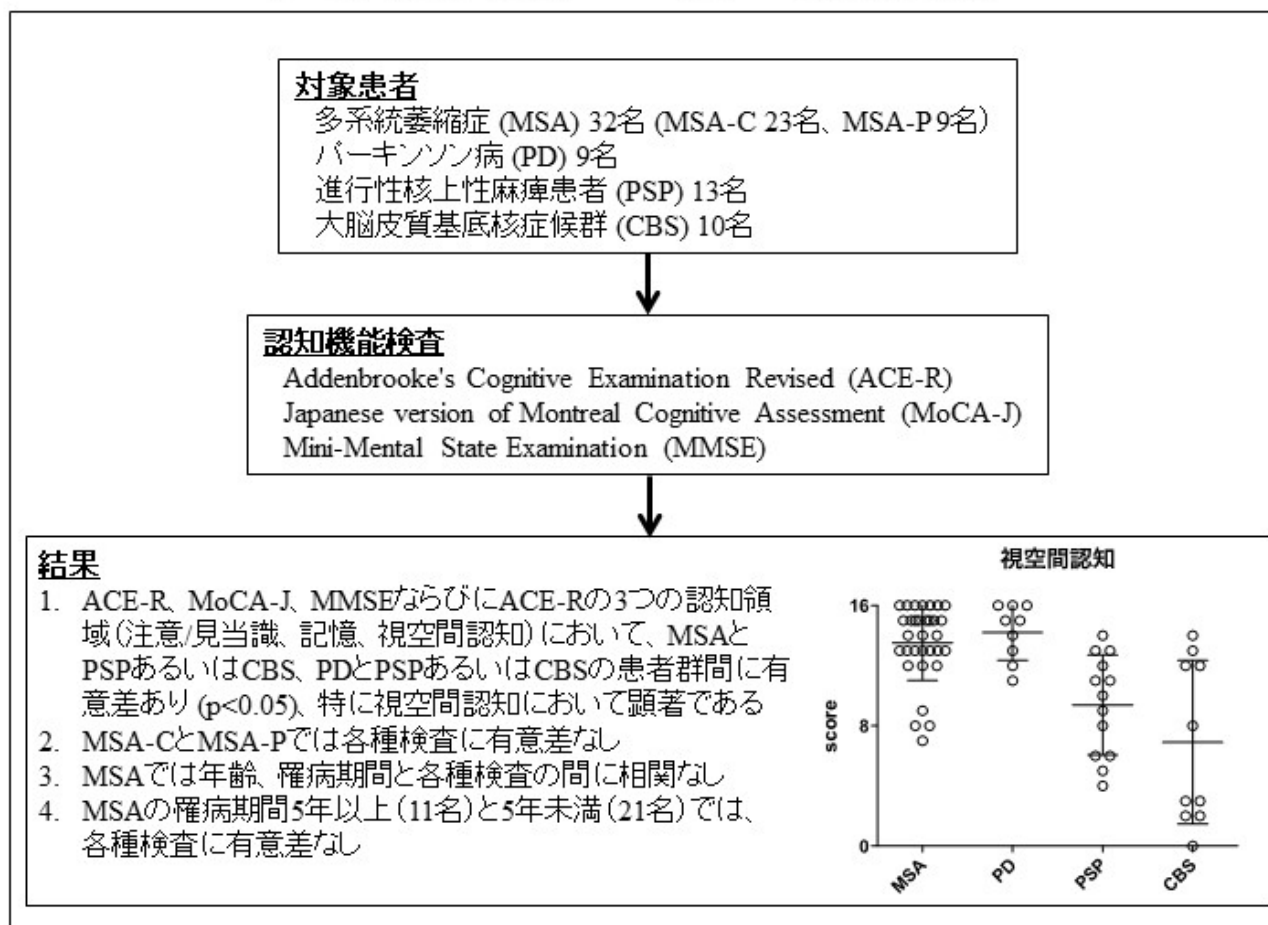 対象患者
多系統萎縮症 (MSA) 32名 (MSA-C 23名、MSA-P 9名)
パーキンソン病 (PD) 9名
進行性核上性麻痺患者 (PSP) 13名
大脳皮質基底核症候群 (CBS) 10名
認知機能検査
Addenbrooke's Cognitive Examination Revised (ACE-R)
Japanese version of Montreal Cognitive Assessment (MoCA-J)
Mini-Mental State Examination (MMSE)
結果
1. ACE-R、MoCA-J、MMSEならびにACE-Rの3つの認知領
域(注意/見当識、記憶、視空間認知)において、MSAと
PSPあるいはCBS、PDとPSPあるいはCBSの患者群間に有
意差あり (p<0.05)、特に視空間認知において顕著である
2. MSA-CとMSA-Pでは各種検査に有意差なし
3. MSAでは年齢、罹病期間と各種検査の間に相関なし
4. MSAの罹病期間5年以上(11名)と5年未満(21名)では、
各種検査に有意差なし
視空間認知
16
8
0
score
MSA
PD
PSP
CBS